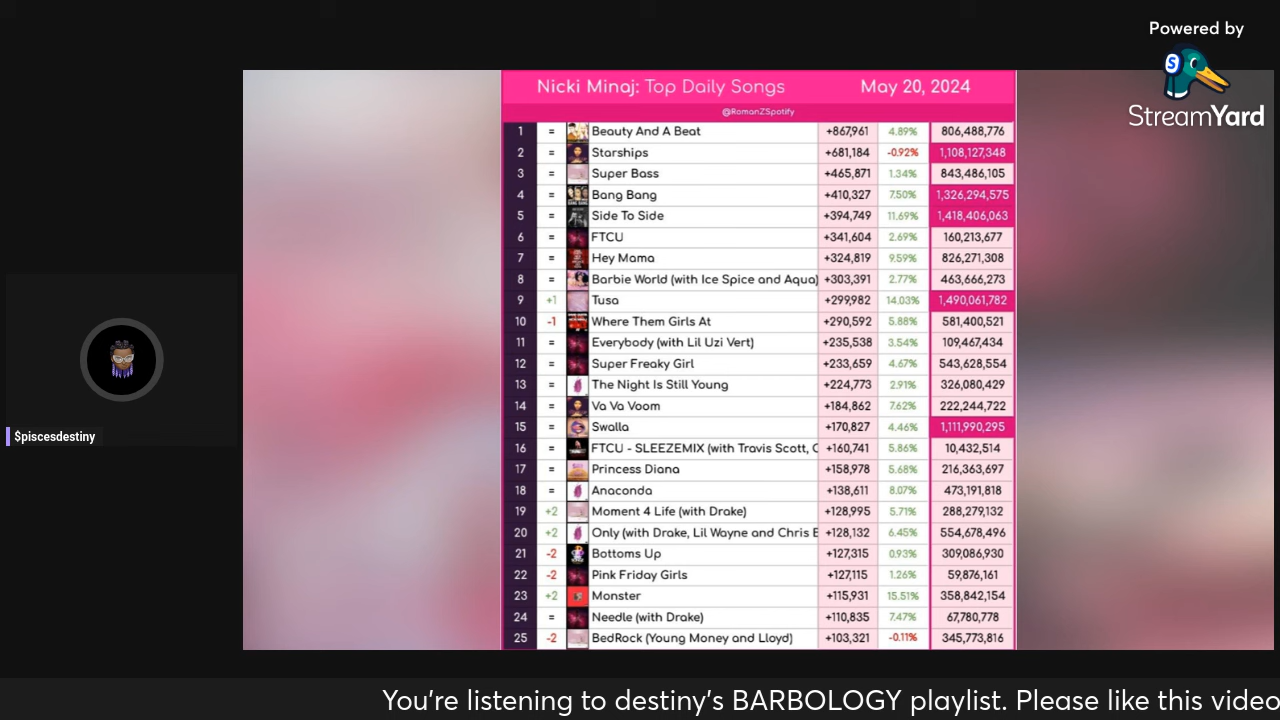 Powered by
StreamYard
Nicki Minaj: Top Daily Songs May 20, 2024
@RomanZSpotify
1 = Beauty And A Beat +867,961 4.89% 806,488,776
2 = Starships +681,184 -0.92% 1,108,127,348
3 = Super Bass +465,871 1.34% 843,486,105
4 = Bang Bang +410,327 7.50% 1,326,294,575
5 = Side To Side +394,749 11.69% 1,418,406,063
6 = FTCU +341,604 2.69% 160,213,677
7 = Hey Mama +324,819 9.59% 826,271,308
8 = Barbie World (with Ice Spice and Aqua) +303,391 2.77% 463,666,273
9 +1 Tusa +299,982 14.03% 1,490,061,782
10 -1 Where Them Girls At +290,592 5.88% 581,400,521
11 = Everybody (with Lil Uzi Vert) +235,538 3.54% 109,467,434
12 = Super Freaky Girl +233,659 4.67% 543,628,554
13 = The Night Is Still Young +224,773 2.91% 326,080,429
14 = Va Va Voom +184,862 7.62% 222,244,722
15 = Swalla +170,827 4.46% 1,111,990,295
16 = FTCU - SLEEZEMIX (with Travis Scott, C +160,741 5.86% 10,432,514
17 = Princess Diana +158,978 5.68% 216,363,697
18 = Anaconda +138,611 8.07% 473,191,818
19 +2 Moment 4 Life (with Drake) +128,995 5.71% 288,279,132
20 +2 Only (with Drake, Lil Wayne and Chris B +128,132 6.45% 554,678,496
21 -2 Bottoms Up +127,315 0.93% 309,086,930
22 -2 Pink Friday Girls +127,115 1.26% 59,876,161
23 +2 Monster +115,931 15.51% 358,842,154
24 = Needle (with Drake) +110,835 7.47% 67,780,778
25 -2 BedRock (Young Money and Lloyd) +103,321 -0.11% 345,773,816
$piscesdestiny
You're listening to destiny's BARBOLOGY playlist. Please like this video